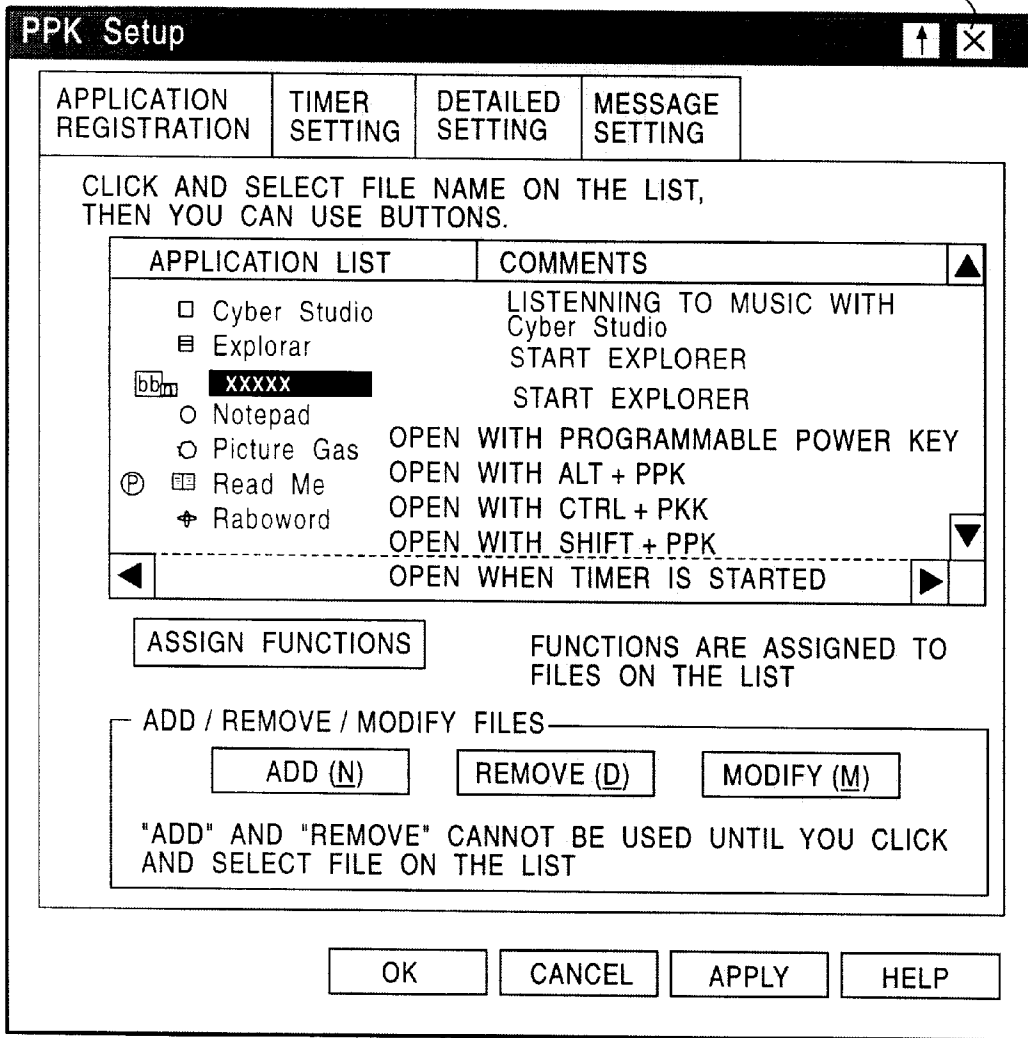 PPK Setup
APPLICATION REGISTRATION
TIMER SETTING
DETAILED SETTING
MESSAGE SETTING
CLICK AND SELECT FILE NAME ON THE LIST,
THEN YOU CAN USE BUTTONS.
APPLICATION LIST COMMENTS
Cyber Studio LISTENNING TO MUSIC WITH
Cyber Studio
Explorar START EXPLORER
bb xxxxx START EXPLORER
Notepad
Picture Gas OPEN WITH PROGRAMMABLE POWER KEY
P Read Me OPEN WITH ALT + PPK
Raboword OPEN WITH CTRL + PKK
OPEN WITH SHIFT + PPK
OPEN WHEN TIMER IS STARTED
ASSIGN FUNCTIONS
FUNCTIONS ARE ASSIGNED TO
FILES ON THE LIST
ADD / REMOVE / MODIFY FILES
ADD (N) REMOVE (D) MODIFY (M)
"ADD" AND "REMOVE" CANNOT BE USED UNTIL YOU CLICK
AND SELECT FILE ON THE LIST
OK CANCEL APPLY HELP